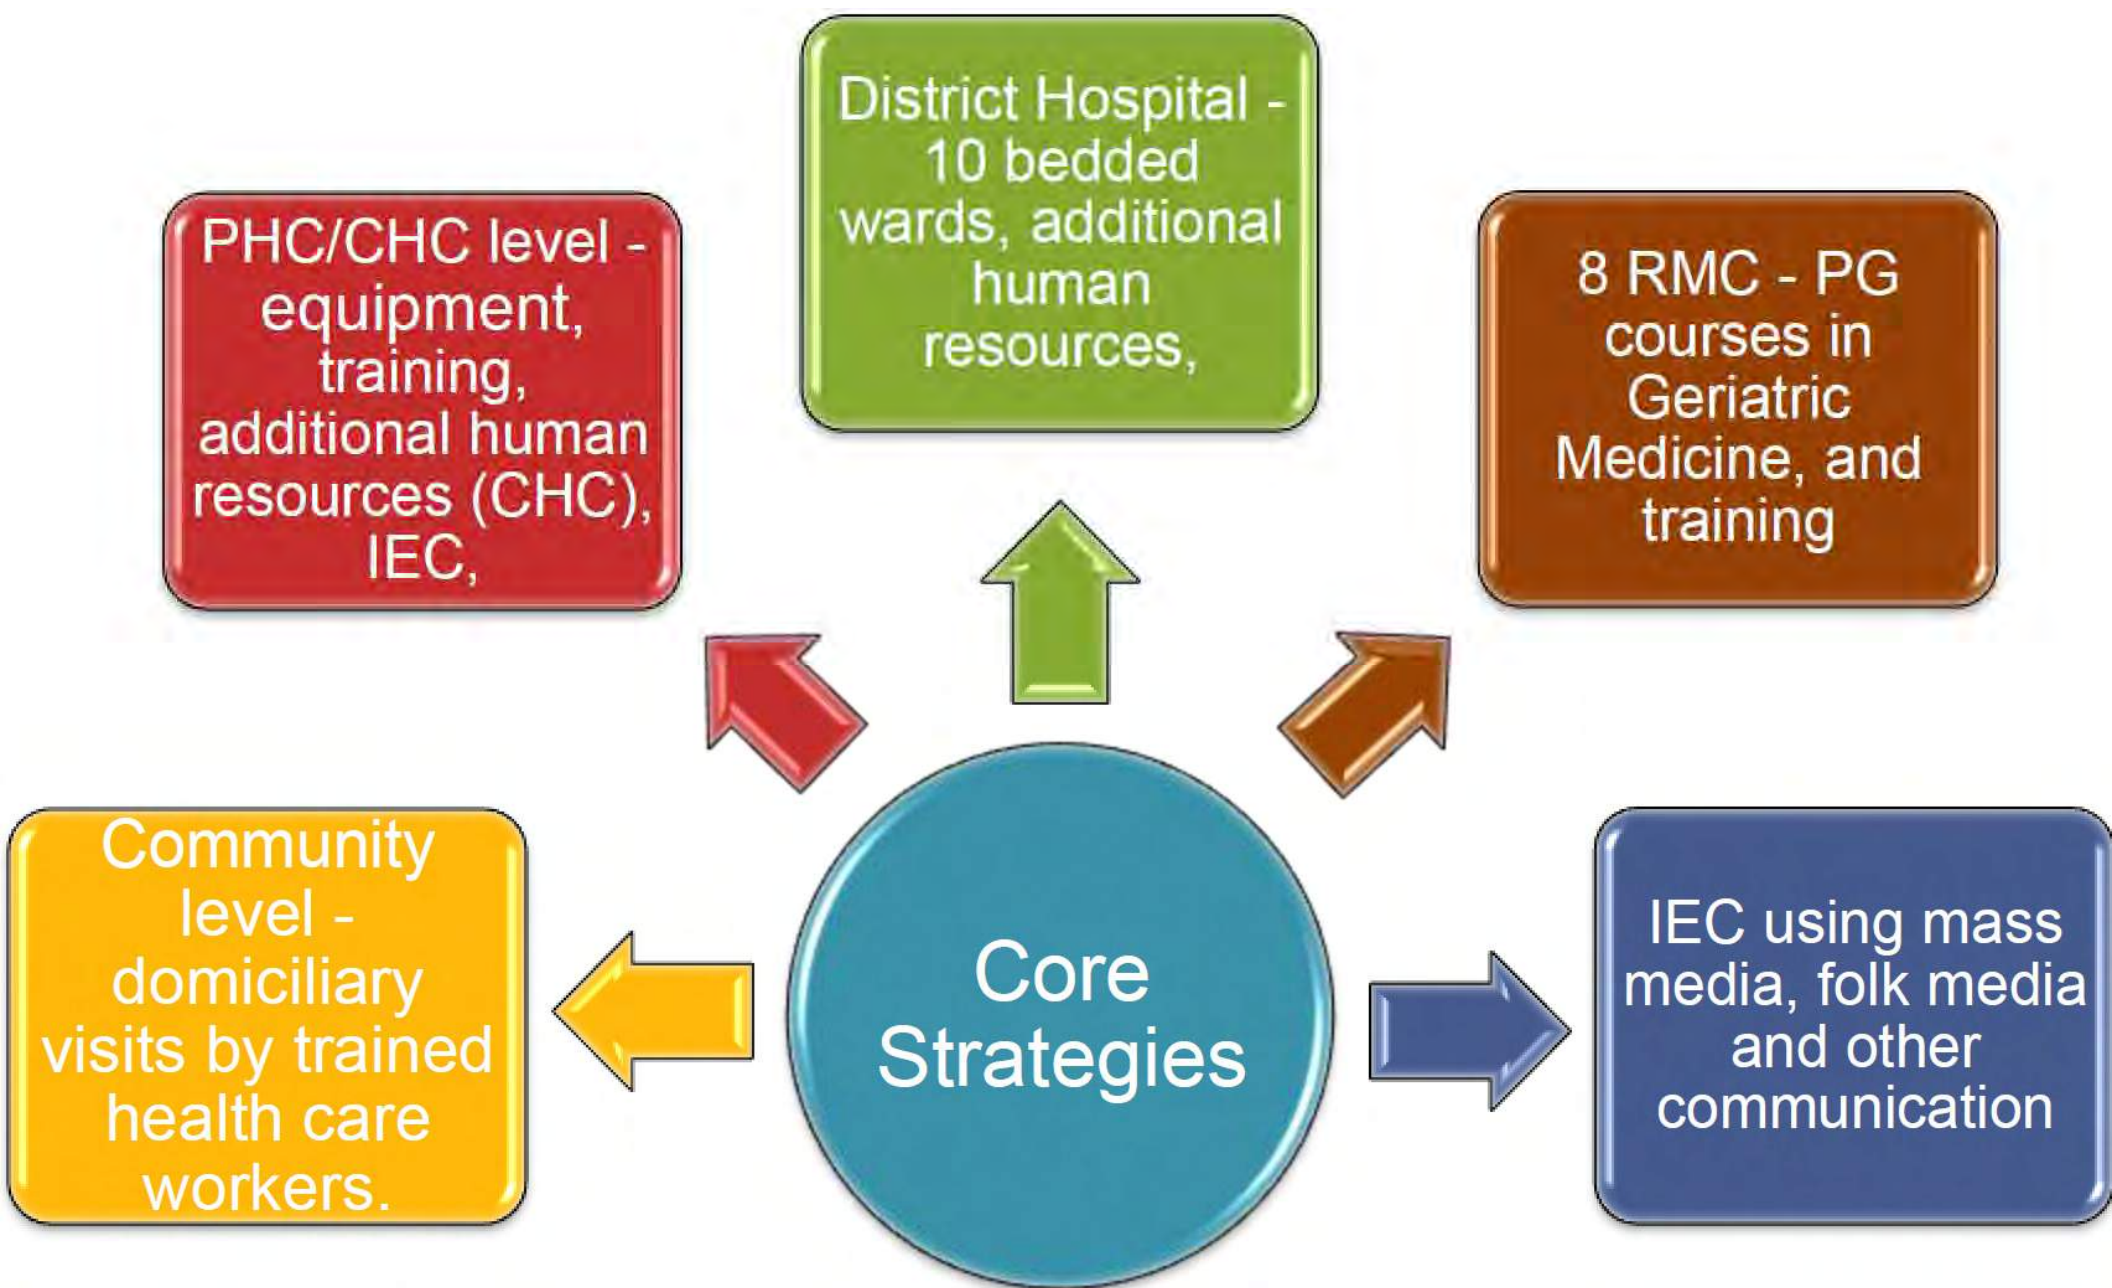 District Hospital -
10 bedded
wards, additional
human
resources,
PHC/CHC level -
equipment,
training,
additional human
resources (CHC),
IEC,
8 RMC - PG
courses in
Geriatric
Medicine, and
training
Community
level -
domiciliary
visits by trained
health care
workers.
Core
Strategies
IEC using mass
media, folk media
and other
communication